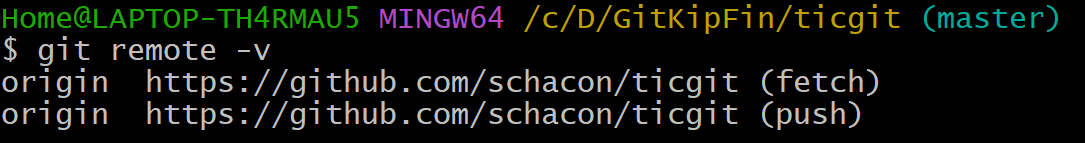 Home@LAPTOP-TH4RMAU5 MINGW64 /c/D/GitKipFin/ticgit (master)
$ git remote -v
origin  https://github.com/schacon/ticgit (fetch)
origin  https://github.com/schacon/ticgit (push)